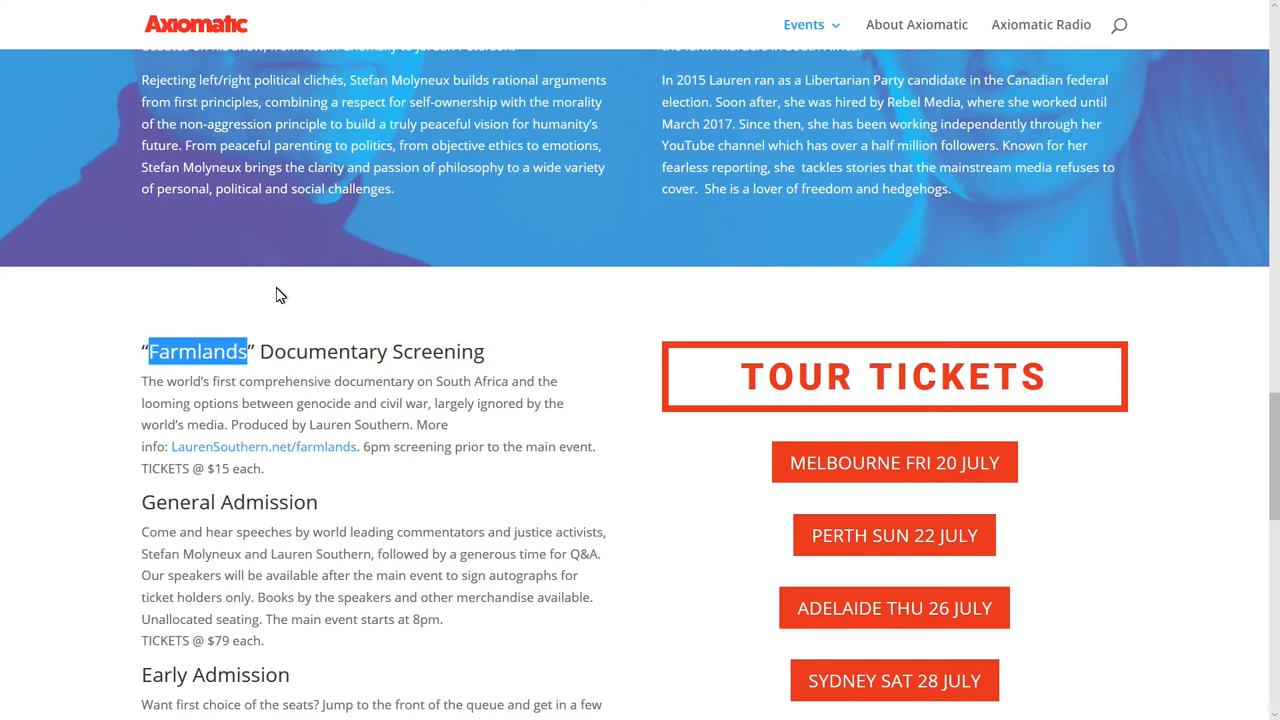 Axiomatic
Events
About Axiomatic
Axiomatic Radio
Rejecting left/right political clichés, Stefan Molyneux builds rational arguments
from first principles, combining a respect for self-ownership with the morality
of the non-aggression principle to build a truly peaceful vision for humanity’s
future. From peaceful parenting to politics, from objective ethics to emotions,
Stefan Molyneux brings the clarity and passion of philosophy to a wide variety
of personal, political and social challenges.
In 2015 Lauren ran as a Libertarian Party candidate in the Canadian federal
election. Soon after, she was hired by Rebel Media, where she worked until
March 2017. Since then, she has been working independently through her
YouTube channel which has over a half million followers. Known for her
fearless reporting, she  tackles stories that the mainstream media refuses to
cover.  She is a lover of freedom and hedgehogs.
“Farmlands” Documentary Screening
The world’s first comprehensive documentary on South Africa and the
looming options between genocide and civil war, largely ignored by the
world’s media. Produced by Lauren Southern. More
info: LaurenSouthern.net/farmlands. 6pm screening prior to the main event.
TICKETS @ $15 each.
General Admission
Come and hear speeches by world leading commentators and justice activists,
Stefan Molyneux and Lauren Southern, followed by a generous time for Q&A.
Our speakers will be available after the main event to sign autographs for
ticket holders only. Books by the speakers and other merchandise available.
Unallocated seating. The main event starts at 8pm.
TICKETS @ $79 each.
Early Admission
Want first choice of the seats? Jump to the front of the queue and get in a few
TOUR TICKETS
MELBOURNE FRI 20 JULY
PERTH SUN 22 JULY
ADELAIDE THU 26 JULY
SYDNEY SAT 28 JULY